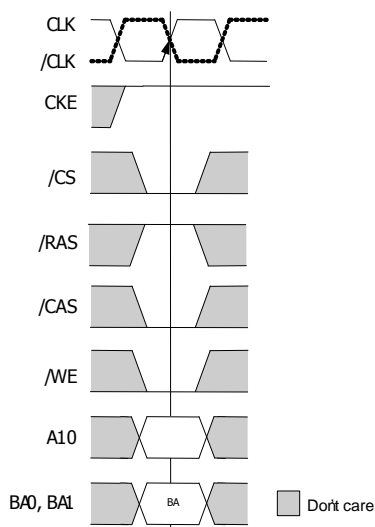 CLK
/CLK
CKE
/CS
/RAS
/CAS
/WE
A10
BA0, BA1
BA
Don't care